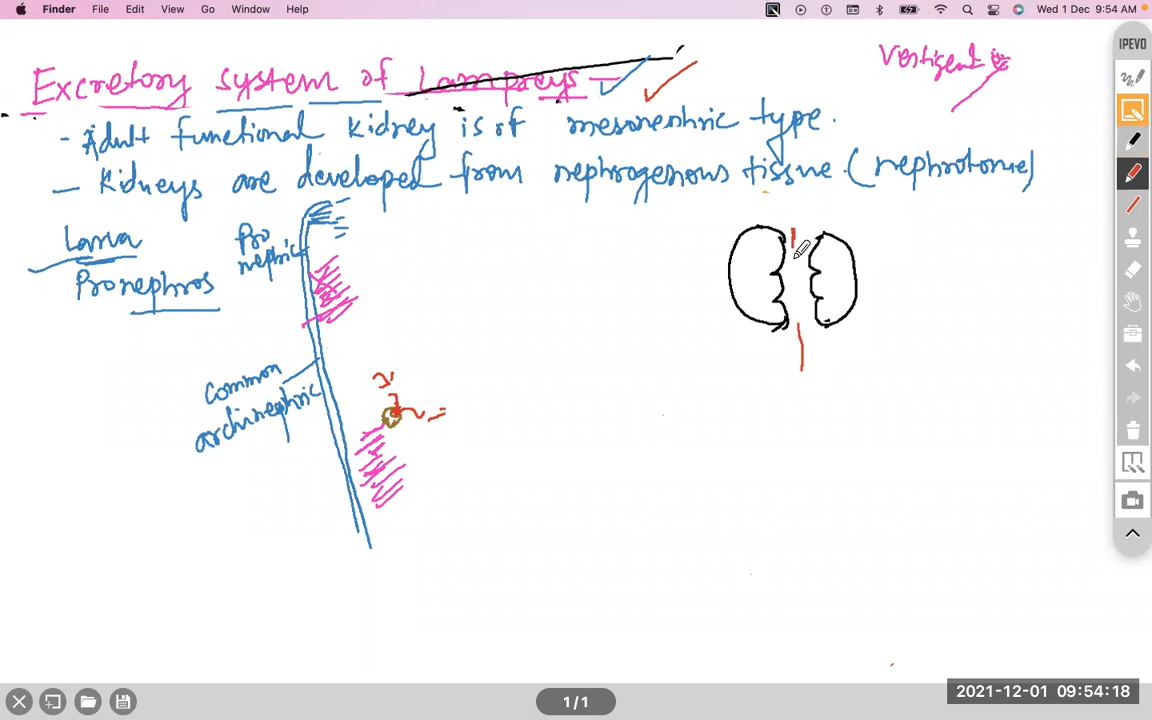 Finder File Edit View Go Window Help Wed 1 Dec 9:54 AM
IPEVO
Excretory system of Lampreys
- Adult functional kidney is of mesonephric type.
- Kidneys are developed from nephrogenous tissue. (nephrotome)
Larva
Pronephros
Pro
nephric
Common
archinephric
1/1
2021-12-01 09:54:18